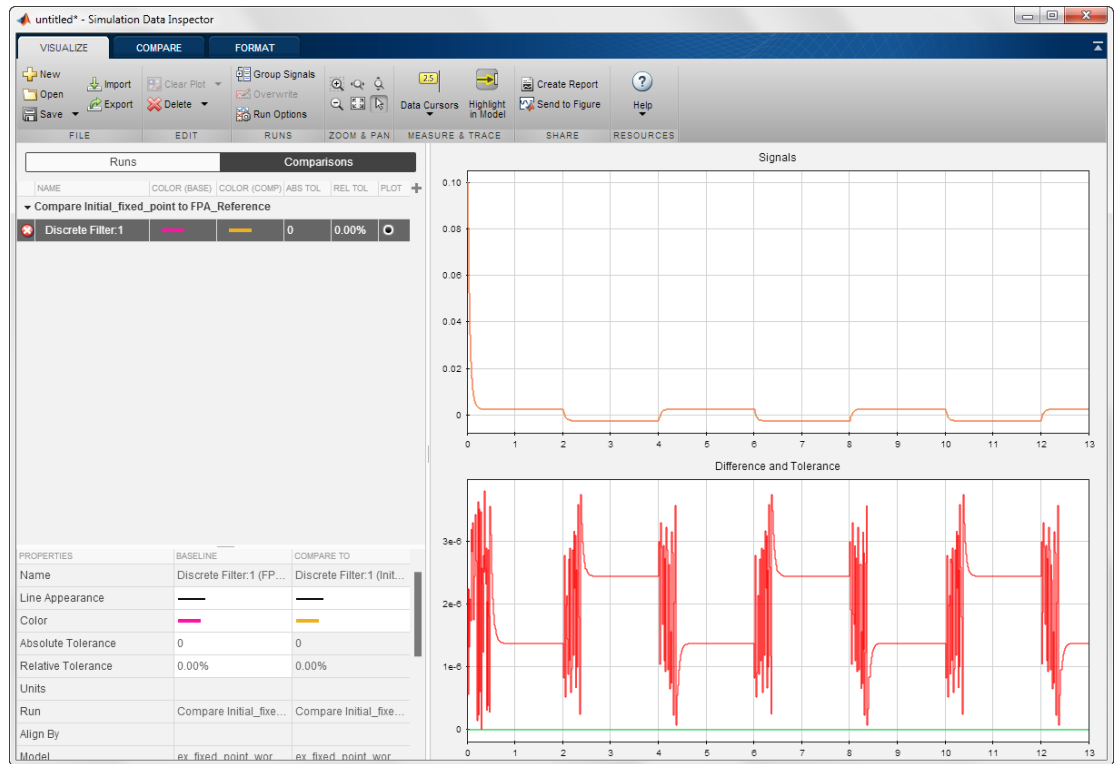 untitled* - Simulation Data Inspector
VISUALIZE COMPARE FORMAT
New
Open
Save
Import
Export
FILE
Clear Plot
Delete
EDIT
Group Signals
Overwrite
Run Options
RUNS
ZOOM & PAN
2.5
Data Cursors
Highlight
in Model
MEASURE & TRACE
Create Report
Send to Figure
SHARE
?
Help
RESOURCES
Runs Comparisons
NAME COLOR (BASE) COLOR (COMP) ABS TOL REL TOL PLOT
Compare Initial_fixed_point to FPA_Reference
Discrete Filter:1 0 0.00%
PROPERTIES BASELINE COMPARE TO
Name Discrete Filter:1 (FP... Discrete Filter:1 (Init...
Line Appearance
Color
Absolute Tolerance 0 0
Relative Tolerance 0.00% 0.00%
Units
Run Compare Initial_fixe... Compare Initial_fixe...
Align By
Model ex_fixed_point_wor... ex_fixed_point_wor...
Signals
0.10
0.08
0.06
0.04
0.02
0
0 1 2 3 4 5 6 7 8 9 10 11 12 13
Difference and Tolerance
3e-6
2e-6
1e-6
0
0 1 2 3 4 5 6 7 8 9 10 11 12 13